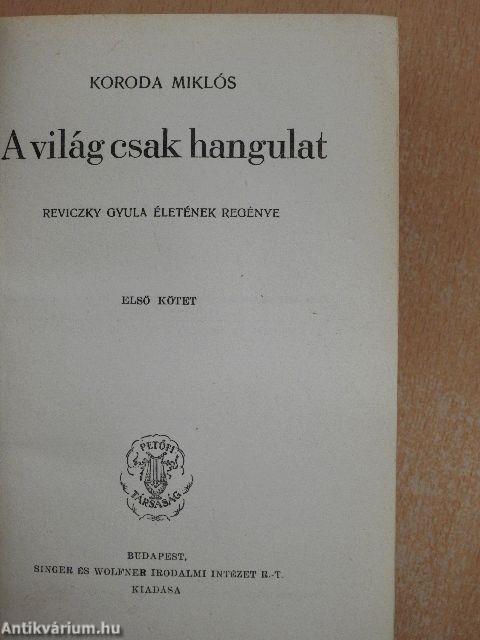 KORODA MIKLÓS
A világ csak hangulat
REVICZKY GYULA ÉLETÉNEK REGÉNYE
ELSŐ KÖTET
PETŐFI
TÁRSASÁG
BUDAPEST,
SINGER ÉS WOLFNER IRODALMI INTÉZET R.-T.
KIADÁSA
Antikvárium.hu